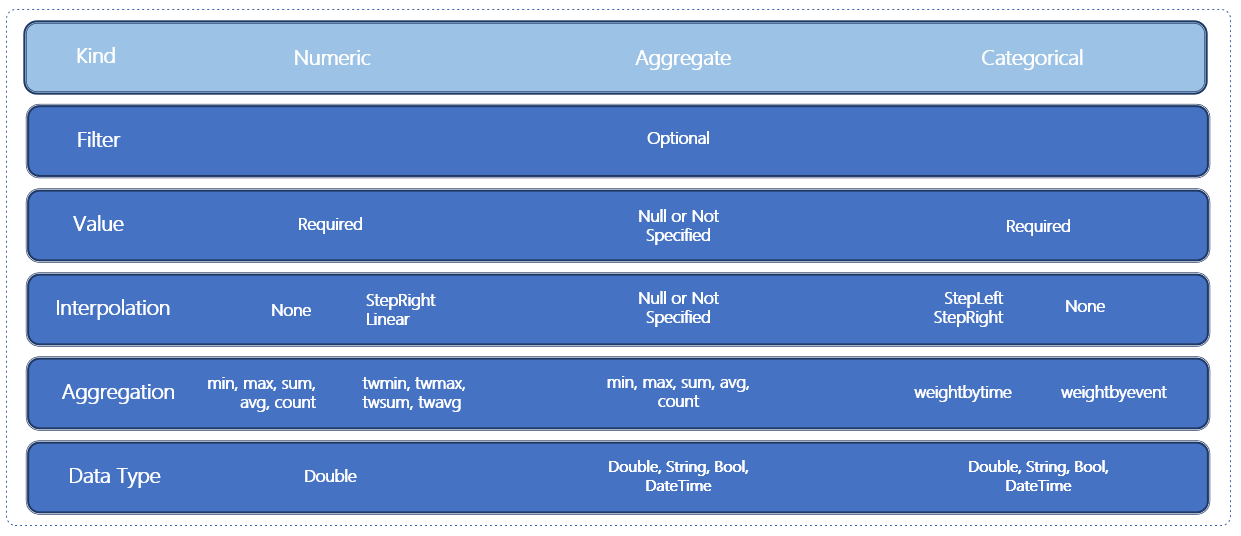 Kind
Numeric
Aggregate
Categorical
Filter
Optional
Value
Required
Null or Not
Specified
Required
Interpolation
None
StepRight
Linear
Null or Not
Specified
StepLeft
StepRight
None
Aggregation
min, max, sum,
avg, count
twmin, twmax,
twsum, twavg
min, max, sum, avg,
count
weightbytime
weightbyevent
Data Type
Double
Double, String, Bool,
DateTime
Double, String, Bool,
DateTime